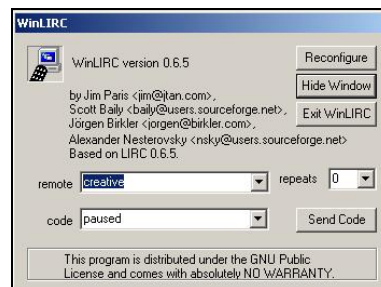 WinLIRC
WinLIRC version 0.6.5
Reconfigure
Hide Window
Exit WinLIRC
by Jim Paris <jim@jtan.com>,
Scott Baily <baily@users.sourceforge.net>,
Jörgen Birkler <jorgen@birkler.com>,
Alexander Nesterovsky <nsky@users.sourceforge.net>
Based on LIRC 0.6.5.
remote creative repeats 0
code paused Send Code
This program is distributed under the GNU Public
License and comes with absolutely NO WARRANTY.